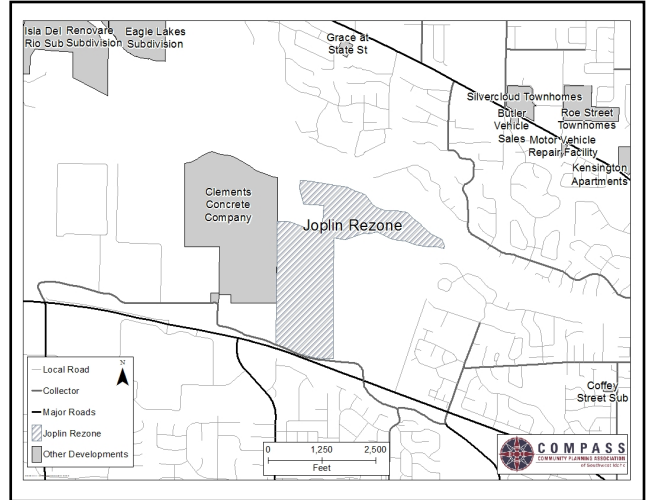 Isla Del Renovare
Rio Sub Subdivision
Eagle Lakes
Subdivision
Grace at
State St
Silvercloud Townhomes
Butler
Vehicle
Sales
Roe Street
Townhomes
Motor Vehicle
Repair Facility
Kensington
Apartments
Clements
Concrete
Company
Joplin Rezone
Coffey
Street Sub
N
Local Road
Collector
Major Roads
Joplin Rezone
Other Developments
0 1,250 2,500
Feet
COMPASS
COMMUNITY PLANNING ASSOCIATION
of Southwest Idaho